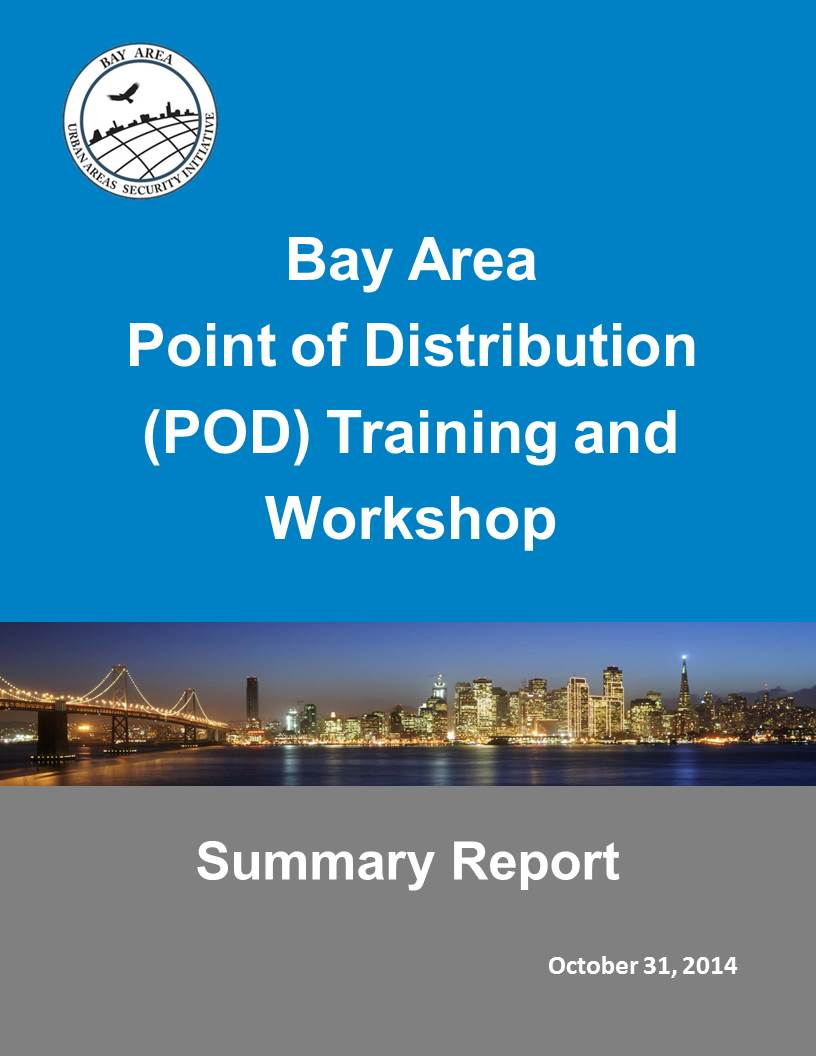 BAY AREA
URBAN AREAS SECURITY INITIATIVE
Bay Area
Point of Distribution
(POD) Training and
Workshop
Summary Report
October 31, 2014